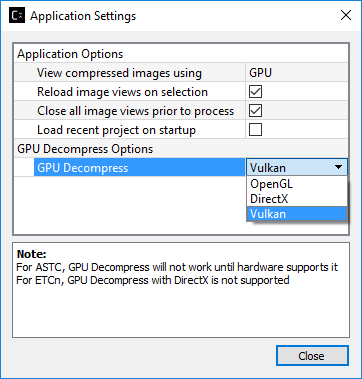 Application Settings
Application Options
View compressed images using GPU
Reload image views on selection
Close all image views prior to process
Load recent project on startup
GPU Decompress Options
GPU Decompress Vulkan
OpenGL
DirectX
Vulkan
Note:
For ASTC, GPU Decompress will not work until hardware supports it
For ETCn, GPU Decompress with DirectX is not supported
Close